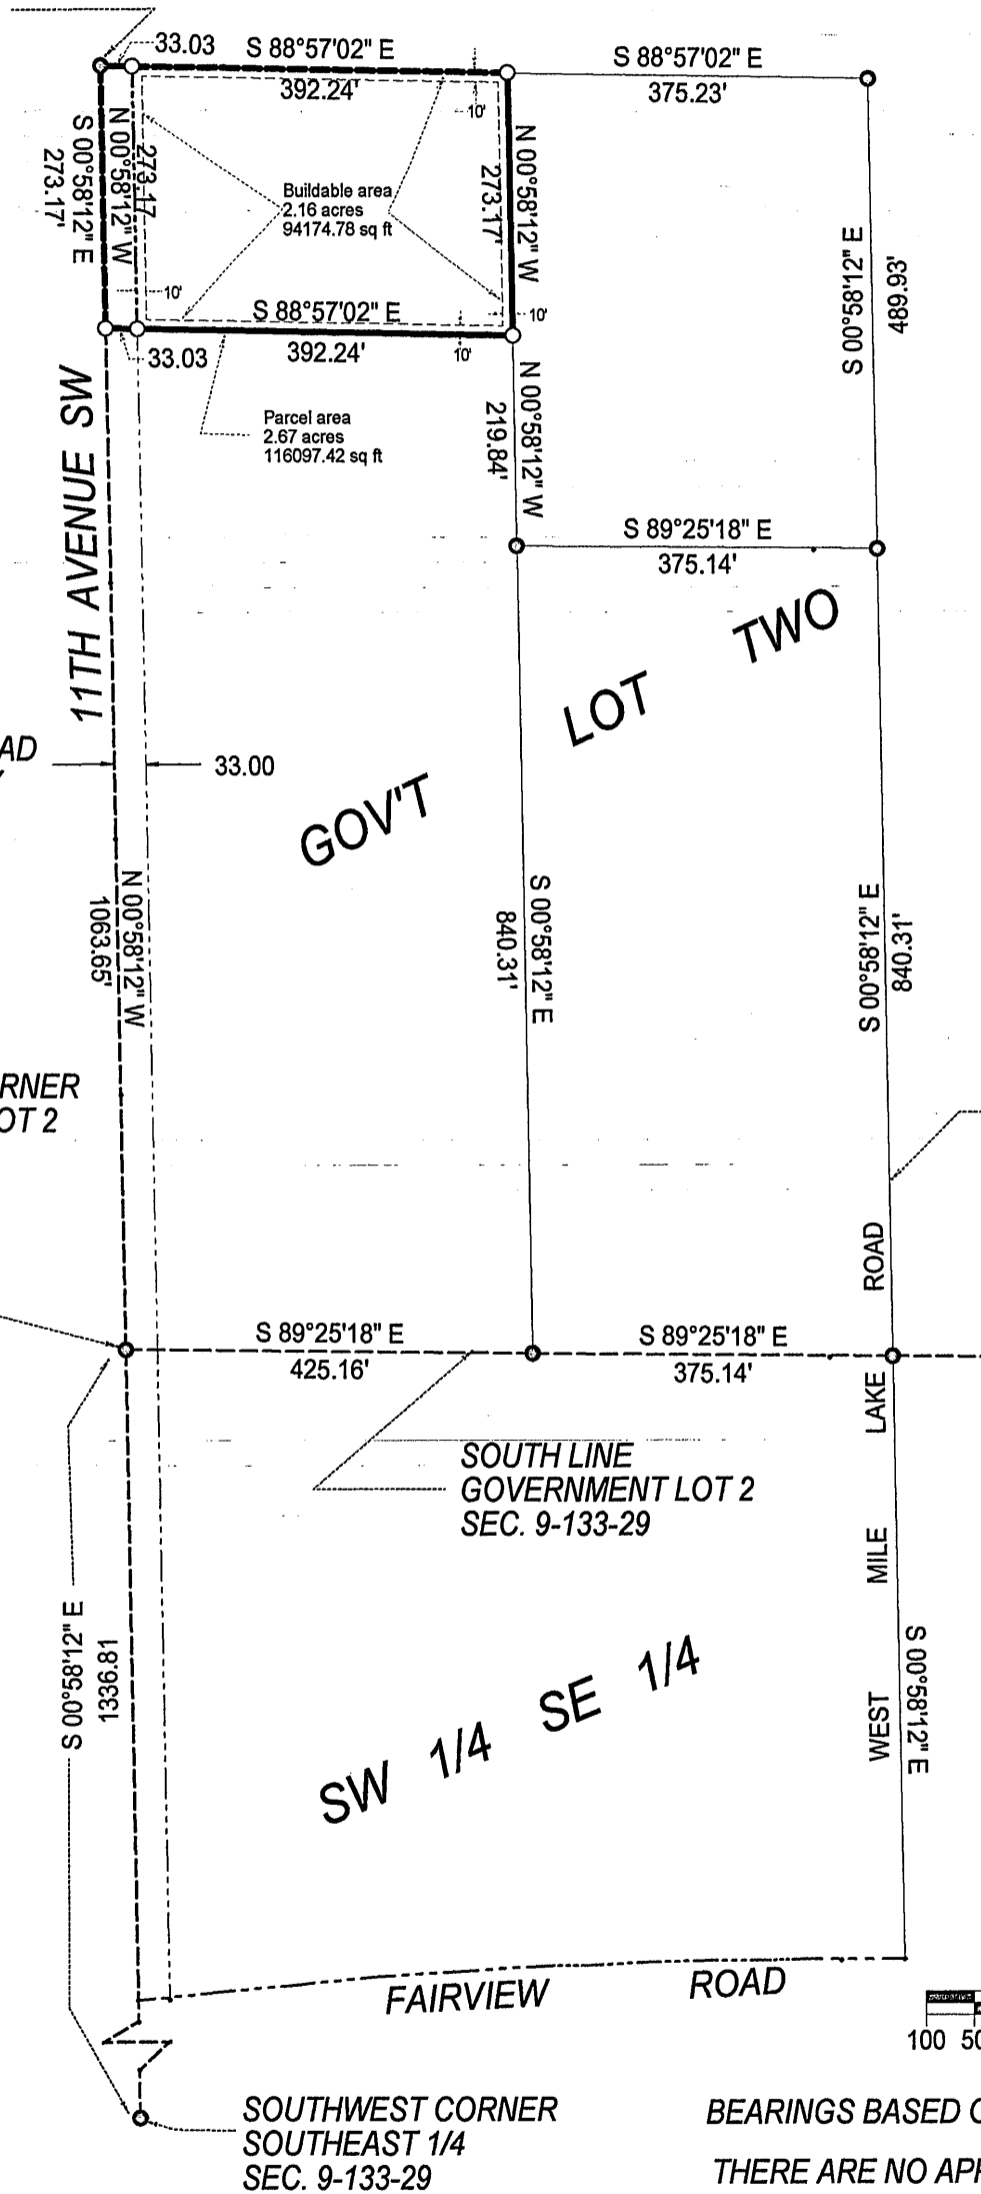 33.03
S 88°57'02" E
392.24'
S 88°57'02" E
375.23'
10'
S 00°58'12" E
273.17'
N 00°58'12" W
273.17
Buildable area
2.16 acres
94174.78 sq ft
N 00°58'12" W
273.17'
S 00°58'12" E
489.93'
10'
10'
S 88°57'02" E
392.24'
10'
33.03
Parcel area
2.67 acres
116097.42 sq ft
N 00°58'12" W
219.84'
11TH AVENUE SW
S 89°25'18" E
375.14'
GOV'T LOT TWO
AD
33.00
N 00°58'12" W
1063.65'
S 00°58'12" E
840.31'
S 00°58'12" E
840.31'
RNER
OT 2
S 89°25'18" E
425.16'
S 89°25'18" E
375.14'
WEST MILE LAKE ROAD
SOUTH LINE
GOVERNMENT LOT 2
SEC. 9-133-29
S 00°58'12" E
1336.81
S 00°58'12" E
SW 1/4 SE 1/4
FAIRVIEW ROAD
100 50
SOUTHWEST CORNER
SOUTHEAST 1/4
SEC. 9-133-29
BEARINGS BASED
THERE ARE NO AP